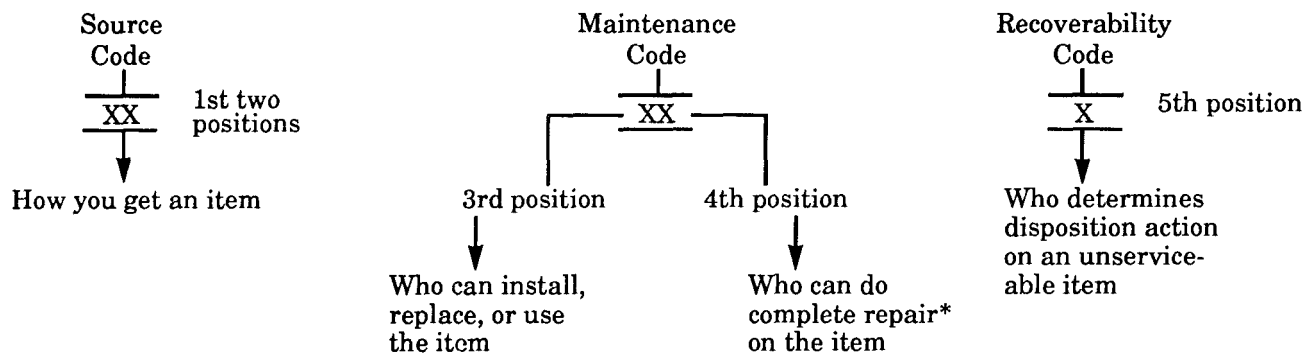 Source
Code
XX
1st two
positions
How you get an item
Maintenance
Code
XX
3rd position
4th position
Who can install,
replace, or use
the item
Who can do
complete repair*
on the item
Recoverability
Code
X
5th position
Who determines
disposition action
on an unservice-
able item